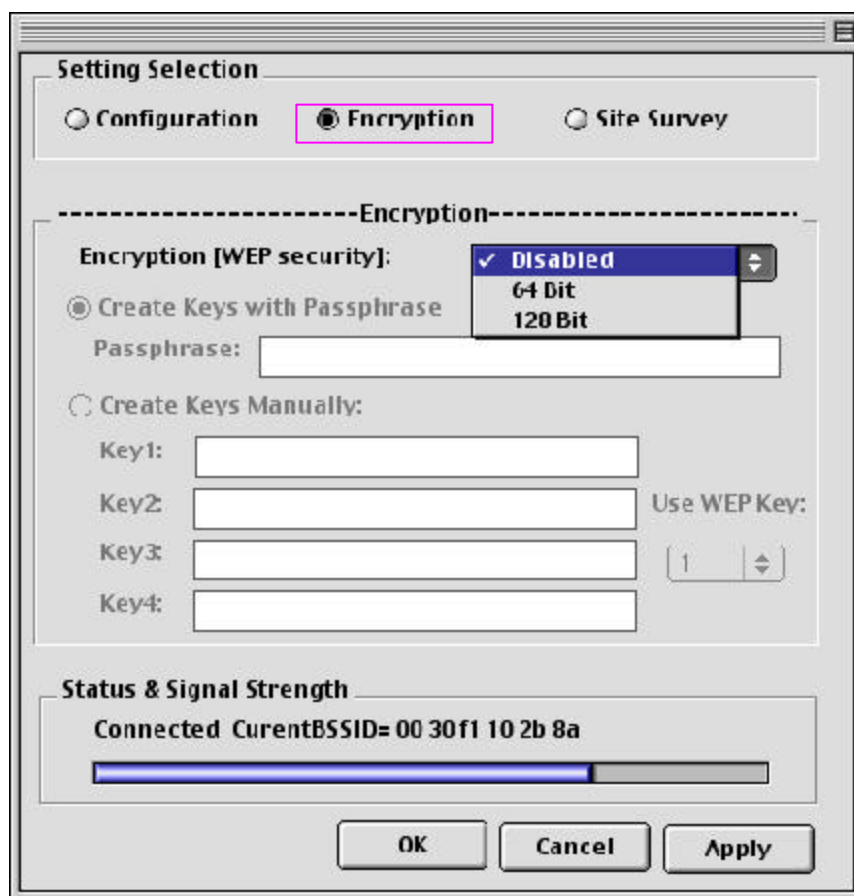 Setting Selection
Configuration Encryption Site Survey
--------------------Encryption--------------------
Encryption [WEP security]: ✓ Disabled
64 Bit
128 Bit
Create Keys with Passphrase
Passphrase:
Create Keys Manually:
Key1:
Key2:
Use WEP Key:
Key3:
1
Key4:
Status & Signal Strength
Connected CurentBSSID= 00 30 f1 10 2b 8a
OK Cancel Apply